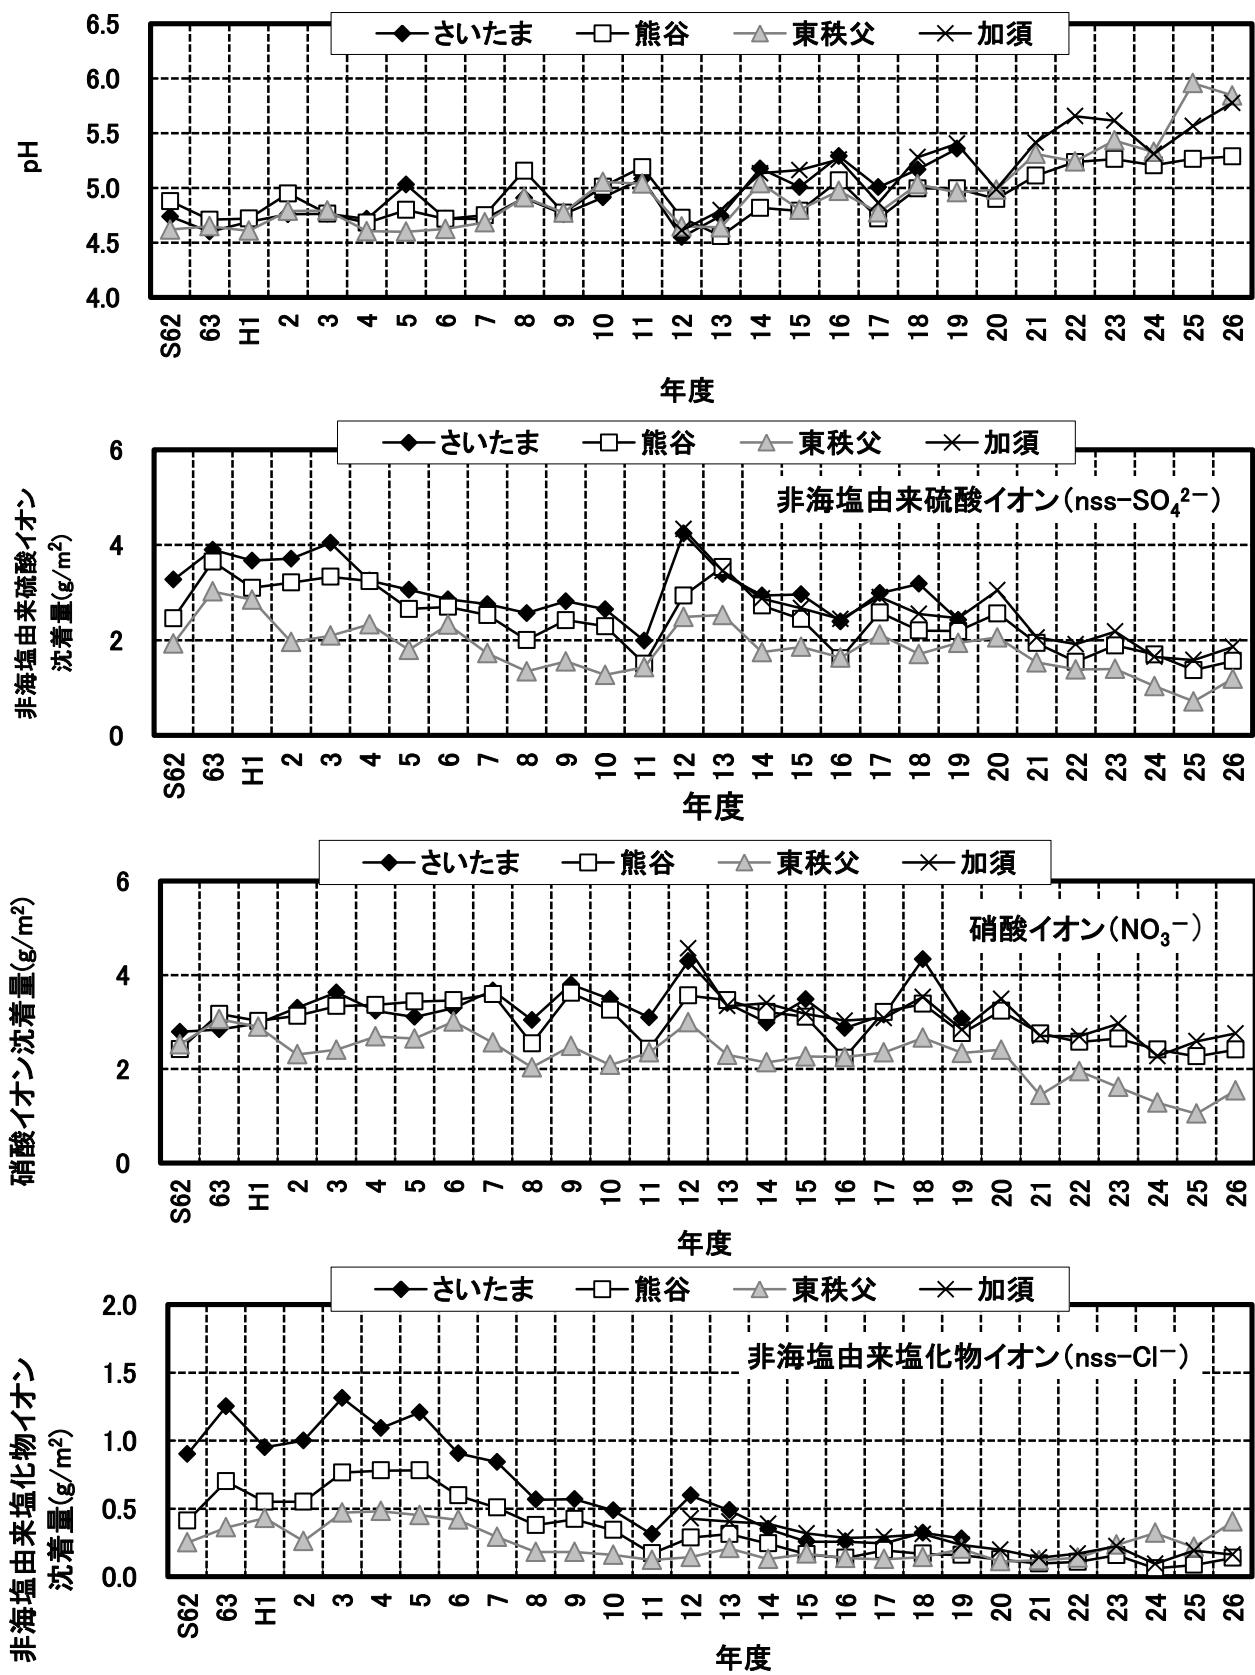 さいたま 熊谷 東秩父 加須
6.5
6.0
5.5
5.0
4.5
4.0
pH
S62 63 H1 2 3 4 5 6 7 8 9 10 11 12 13 14 15 16 17 18 19 20 21 22 23 24 25 26
年度
さいたま 熊谷 東秩父 加須
非海塩由来硫酸イオン(nss-SO₄²⁻)
6
4
2
0
非海塩由来硫酸イオン
沈着量(g/m²)
S62 63 H1 2 3 4 5 6 7 8 9 10 11 12 13 14 15 16 17 18 19 20 21 22 23 24 25 26
年度
さいたま 熊谷 東秩父 加須
硝酸イオン(NO₃⁻)
6
4
2
0
硝酸イオン沈着量(g/m²)
S62 63 H1 2 3 4 5 6 7 8 9 10 11 12 13 14 15 16 17 18 19 20 21 22 23 24 25 26
年度
さいたま 熊谷 東秩父 加須
非海塩由来塩化物イオン(nss-Cl⁻)
2.0
1.5
1.0
0.5
0.0
非海塩由来塩化物イオン
沈着量(g/m²)
S62 63 H1 2 3 4 5 6 7 8 9 10 11 12 13 14 15 16 17 18 19 20 21 22 23 24 25 26
年度